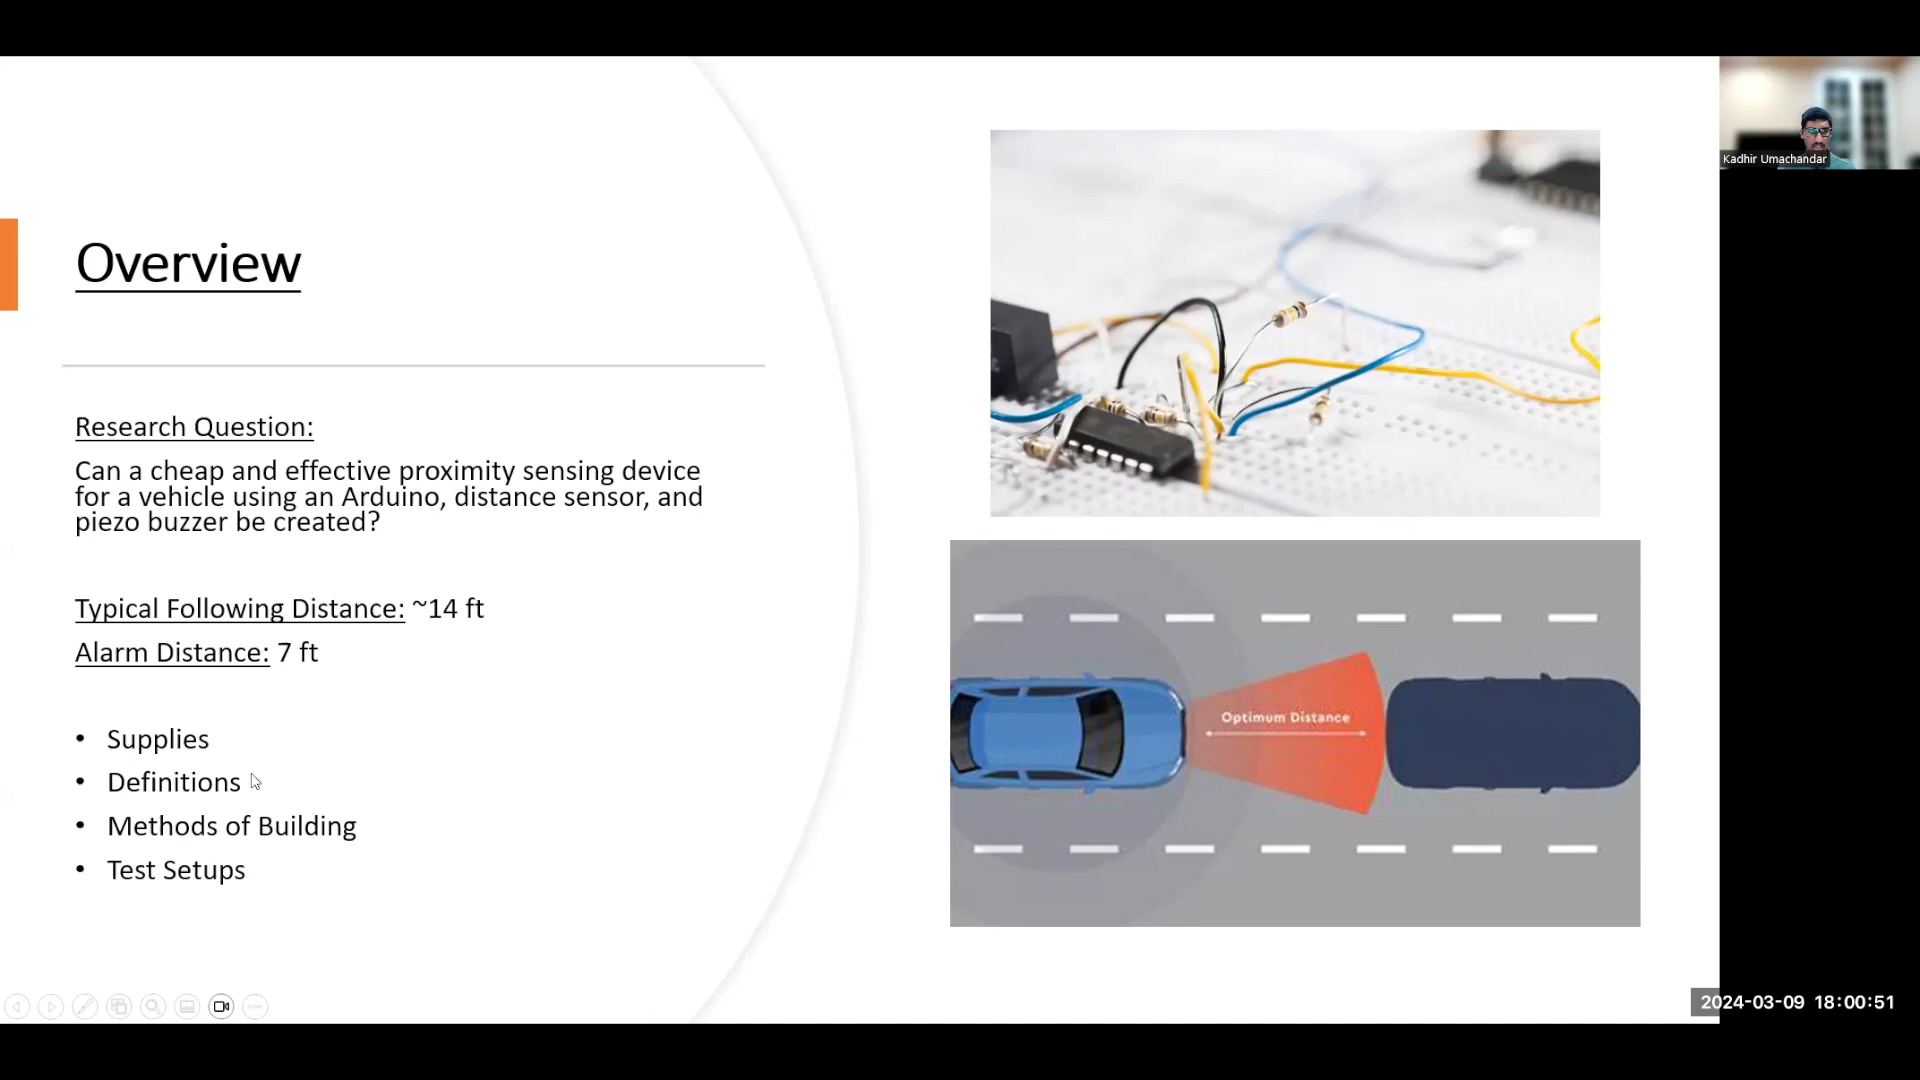 Overview
Research Question:
Can a cheap and effective proximity sensing device
for a vehicle using an Arduino, distance sensor, and
piezo buzzer be created?
Typical Following Distance: ~14 ft
Alarm Distance: 7 ft
• Supplies
• Definitions
• Methods of Building
• Test Setups
Optimum Distance
Kadhir Umachandar
2024-03-09 18:00:51